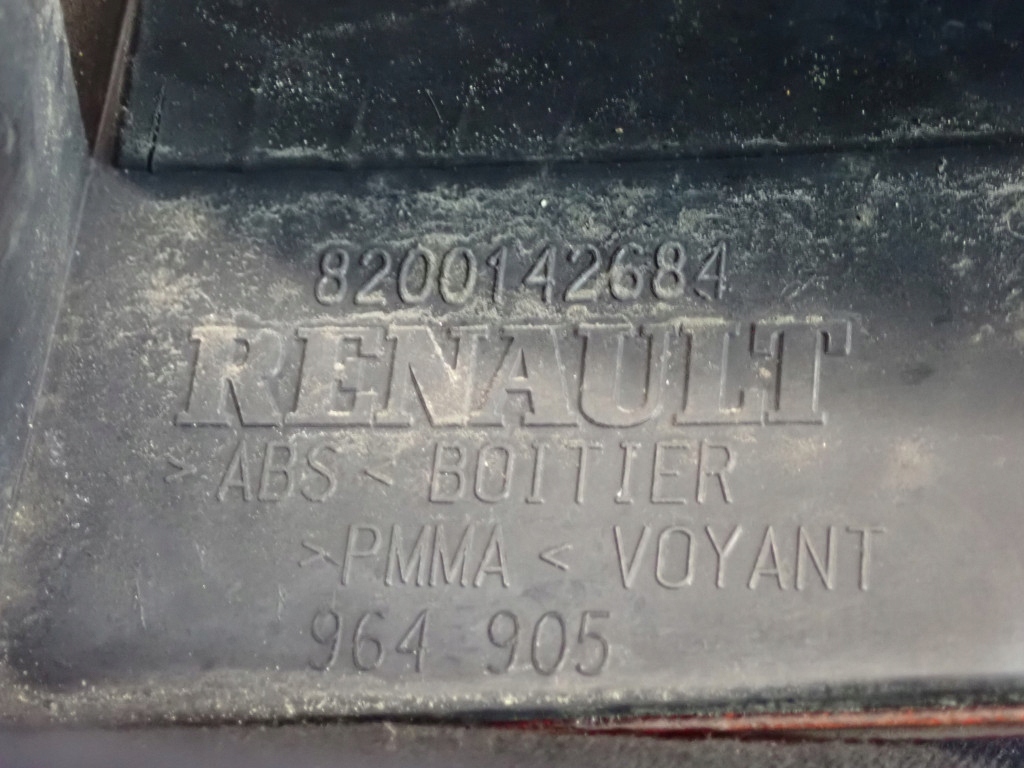 8200142684
RENAULT
>ABS< BOITIER
>PMMA< VOYANT
964 905